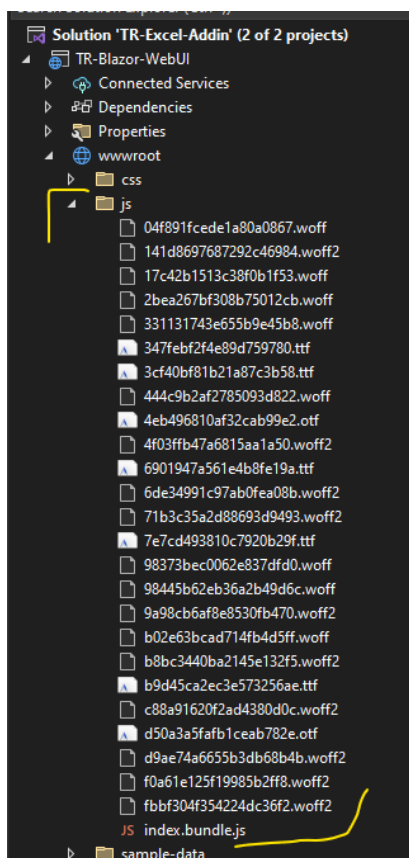 Solution 'TR-Excel-Addin' (2 of 2 projects)
TR-Blazor-WebUI
Connected Services
Dependencies
Properties
wwwroot
css
js
04f891fcede1a80a0867.woff
141d8697687292c46984.woff2
17c42b1513c38f0b1f53.woff
2bea267bf308b75012cb.woff
331131743e655b9e45b8.woff
347febf2f4e89d759780.ttf
3cf40bf81b21a87c3b58.ttf
444c9b2af2785093d822.woff
4eb496810af32cab99e2.otf
4f03ffb47a6815aa1a50.woff2
6901947a561e4b8fe19a.ttf
6de34991c97ab0fea08b.woff2
71b3c35a2d88693d9493.woff2
7e7cd493810c7920b29f.ttf
98373bec0062e837dfd0.woff
98445b62eb36a2b49d6c.woff
9a98cb6af8e8530fb470.woff2
b02e63bcad714fb4d5ff.woff
b8bc3440ba2145e132f5.woff2
b9d45ca2ec3e573256ae.ttf
c88a91620f2ad4380d0c.woff2
d50a3a5fafb1ceab782e.otf
d9ae74a6655b3db68b4b.woff2
f0a61e125f19985b2ff8.woff2
fbbf304f354224dc36f2.woff2
JS index.bundle.js
sample-data